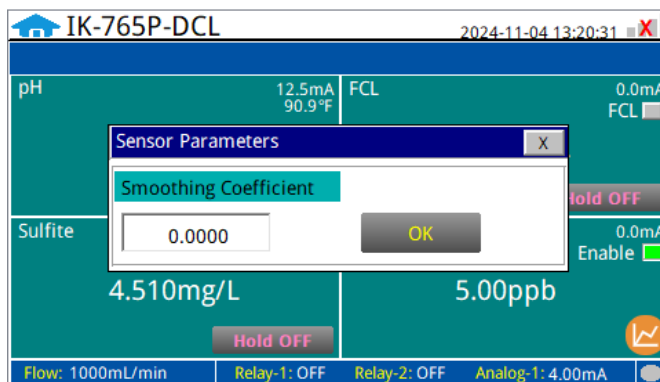 IK-765P-DCL
2024-11-04 13:20:31
X
pH
12.5mA
90.9°F
FCL
0.0mA
FCL
Sensor Parameters
X
Smoothing Coefficient
0.0000
OK
Hold OFF
Sulfite
0.0mA
Enable
4.510mg/L
5.00ppb
Hold OFF
Flow: 1000mL/min
Relay-1: OFF
Relay-2: OFF
Analog-1: 4.00mA